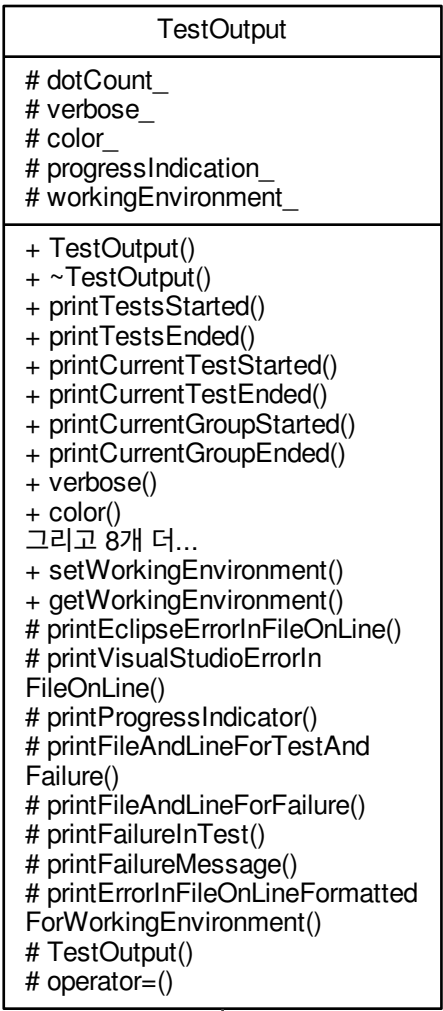 TestOutput
# dotCount_
# verbose_
# color_
# progressIndication_
# workingEnvironment_
+ TestOutput()
+ ~TestOutput()
+ printTestsStarted()
+ printTestsEnded()
+ printCurrentTestStarted()
+ printCurrentTestEnded()
+ printCurrentGroupStarted()
+ printCurrentGroupEnded()
+ verbose()
+ color()
그리고 8개 더...
+ setWorkingEnvironment()
+ getWorkingEnvironment()
# printEclipseErrorInFileOnLine()
# printVisualStudioErrorIn
FileOnLine()
# printProgressIndicator()
# printFileAndLineForTestAnd
Failure()
# printFileAndLineForFailure()
# printFailureInTest()
# printFailureMessage()
# printErrorInFileOnLineFormatted
ForWorkingEnvironment()
# TestOutput()
# operator=()